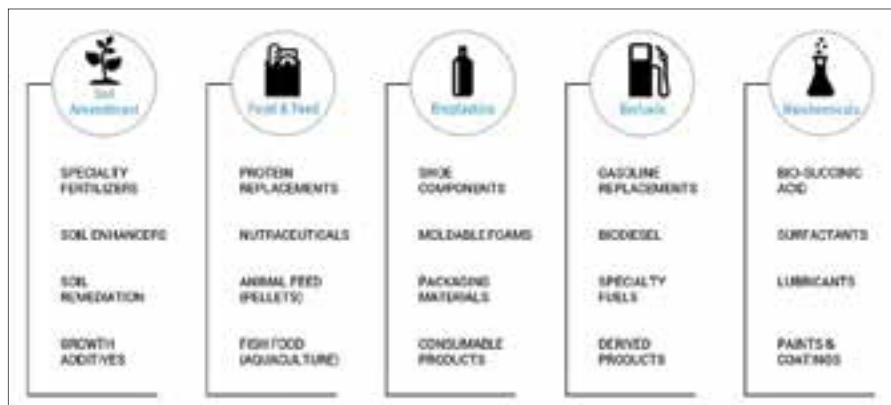 Soil
Amendment
SPECIALTY
FERTILIZERS
SOIL ENHANCERS
SOIL
REMEDIATION
GROWTH
ADDITIVES
Food & Feed
PROTEIN
REPLACEMENTS
NUTRACEUTICALS
ANIMAL FEED
(PELLETS)
FISH FOOD
(AQUACULTURE)
Bioplastics
SHOE
COMPONENTS
MOLDABLE FOAMS
PACKAGING
MATERIALS
CONSUMABLE
PRODUCTS
Biofuels
GASOLINE
REPLACEMENTS
BIODIESEL
SPECIALTY
FUELS
DERIVED
PRODUCTS
Biochemicals
BIO-SUCCINIC
ACID
SURFACTANTS
LUBRICANTS
PAINTS &
COATINGS